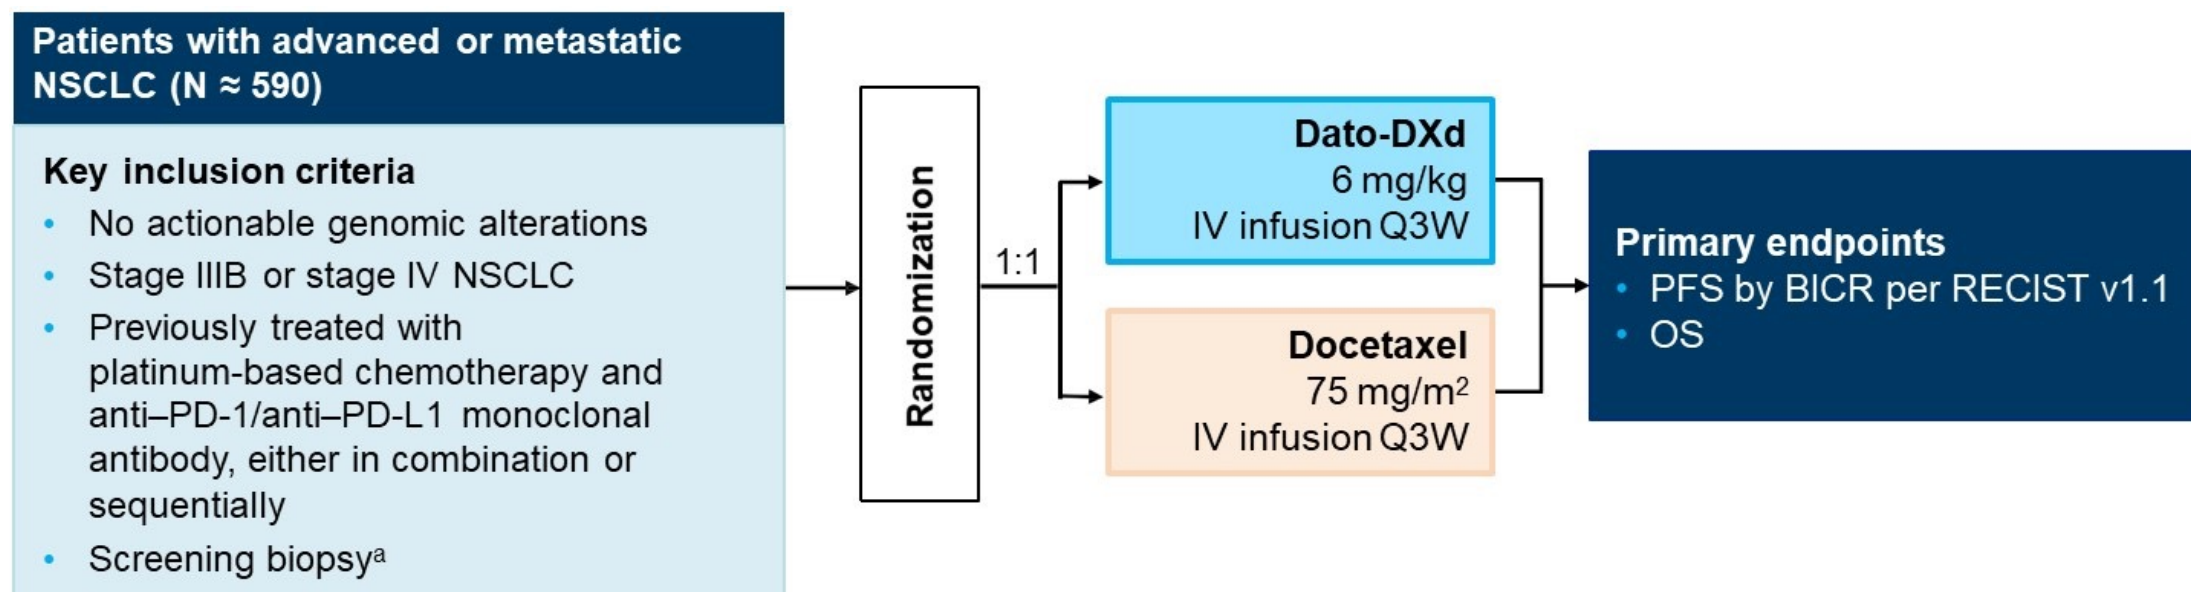 Patients with advanced or metastatic
NSCLC (N ≈ 590)
Key inclusion criteria
• No actionable genomic alterations
• Stage IIIB or stage IV NSCLC
• Previously treated with
platinum-based chemotherapy and
anti–PD-1/anti–PD-L1 monoclonal
antibody, either in combination or
sequentially
• Screening biopsyᵃ
Randomization
1:1
Dato-DXd
6 mg/kg
IV infusion Q3W
Docetaxel
75 mg/m²
IV infusion Q3W
Primary endpoints
• PFS by BICR per RECIST v1.1
• OS